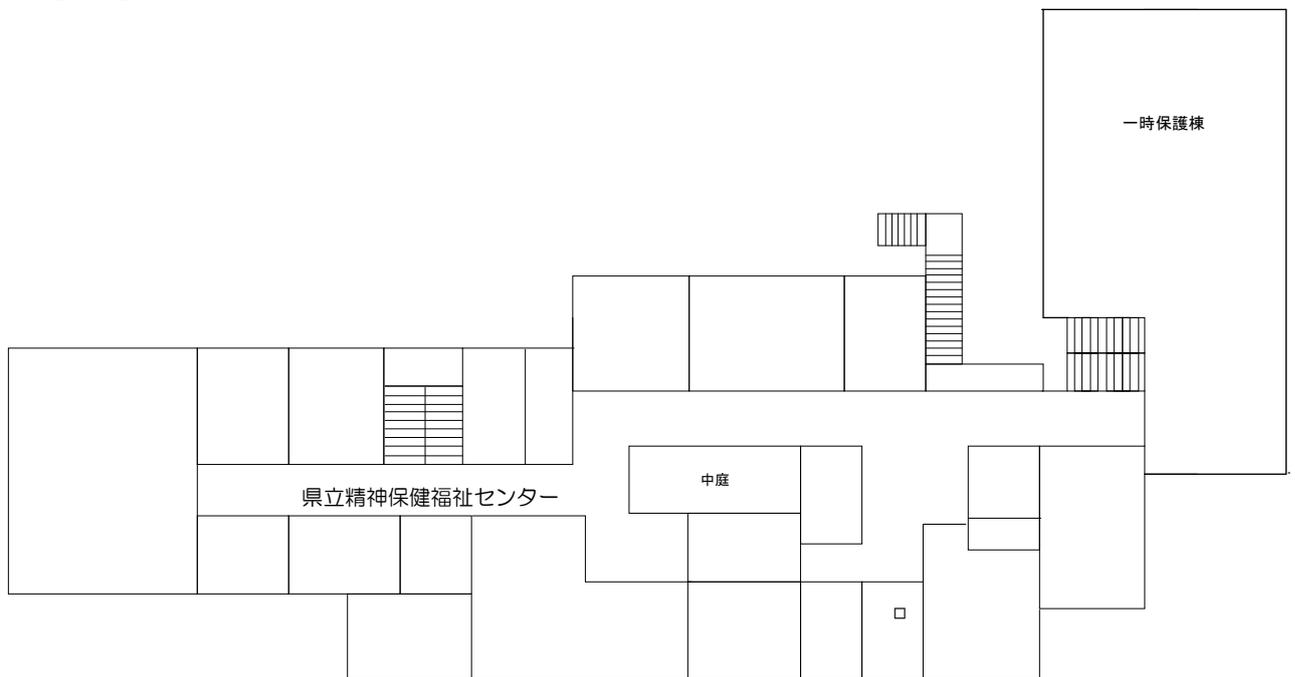 一時保護棟
中庭
県立精神保健福祉センター